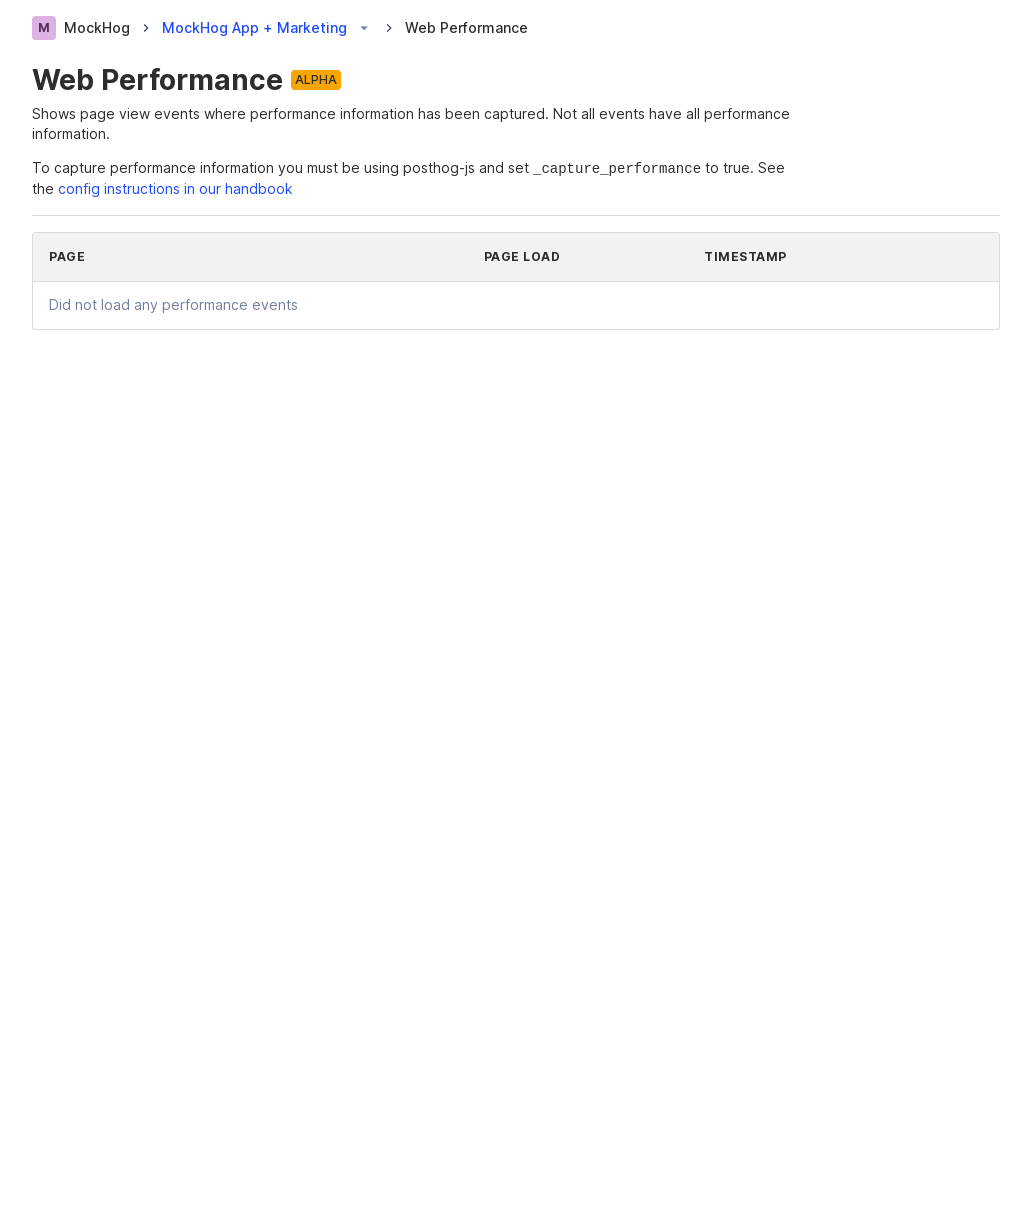 M MockHog MockHog App + Marketing Web Performance
Web Performance ALPHA
Shows page view events where performance information has been captured. Not all events have all performance
information.
To capture performance information you must be using posthog-js and set _capture_performance to true. See
the config instructions in our handbook
PAGE PAGE LOAD TIMESTAMP
Did not load any performance events